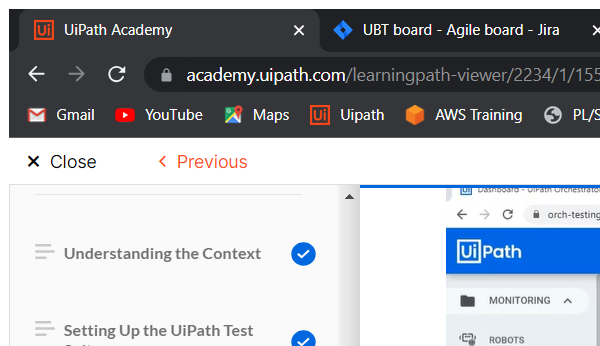 Ui UiPath Academy × UBT board - Agile board - Jira ×
academy.uipath.com/learningpath-viewer/2234/1/155
Gmail YouTube Maps Ui Uipath AWS Training PL/S
× Close < Previous
Ui Dashboard - UiPath Orchestrator
orch-testing
Ui Path
Understanding the Context
MONITORING
Setting Up the UiPath Test
ROBOTS